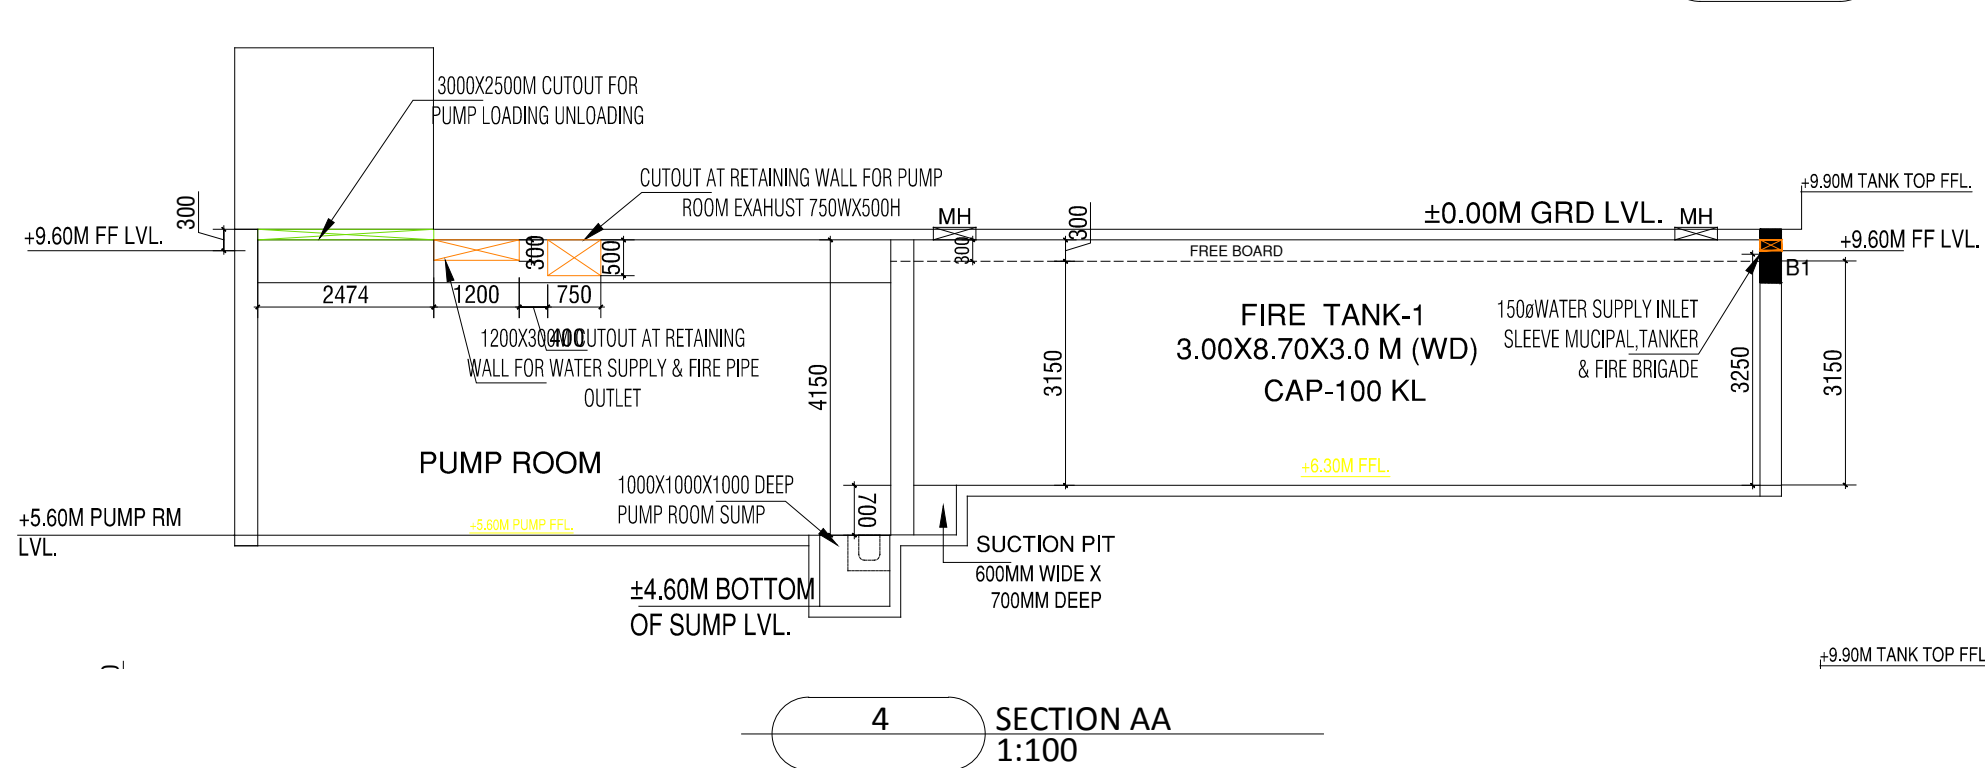 3000X2500M CUTOUT FOR
PUMP LOADING UNLOADING
CUTOUT AT RETAINING WALL FOR PUMP
ROOM EXAHUST 750WX500H
+9.90M TANK TOP FFL.
MH
±0.00M GRD LVL.
MH
300
300
+9.60M FF LVL.
+9.60M FF LVL.
300
500
300
FREE BOARD
B1
2474
1200
750
400
1200X300M CUTOUT AT RETAINING
WALL FOR WATER SUPPLY & FIRE PIPE
OUTLET
FIRE TANK-1
3.00X8.70X3.0 M (WD)
CAP-100 KL
150øWATER SUPPLY INLET
SLEEVE MUCIPAL,TANKER
& FIRE BRIGADE
4150
3150
3250
3150
PUMP ROOM
+6.30M FFL.
1000X1000X1000 DEEP
PUMP ROOM SUMP
700
+5.60M PUMP RM
LVL.
+5.60M PUMP FFL.
SUCTION PIT
600MM WIDE X
700MM DEEP
±4.60M BOTTOM
OF SUMP LVL.
+9.90M TANK TOP FFL
4
SECTION AA
1:100